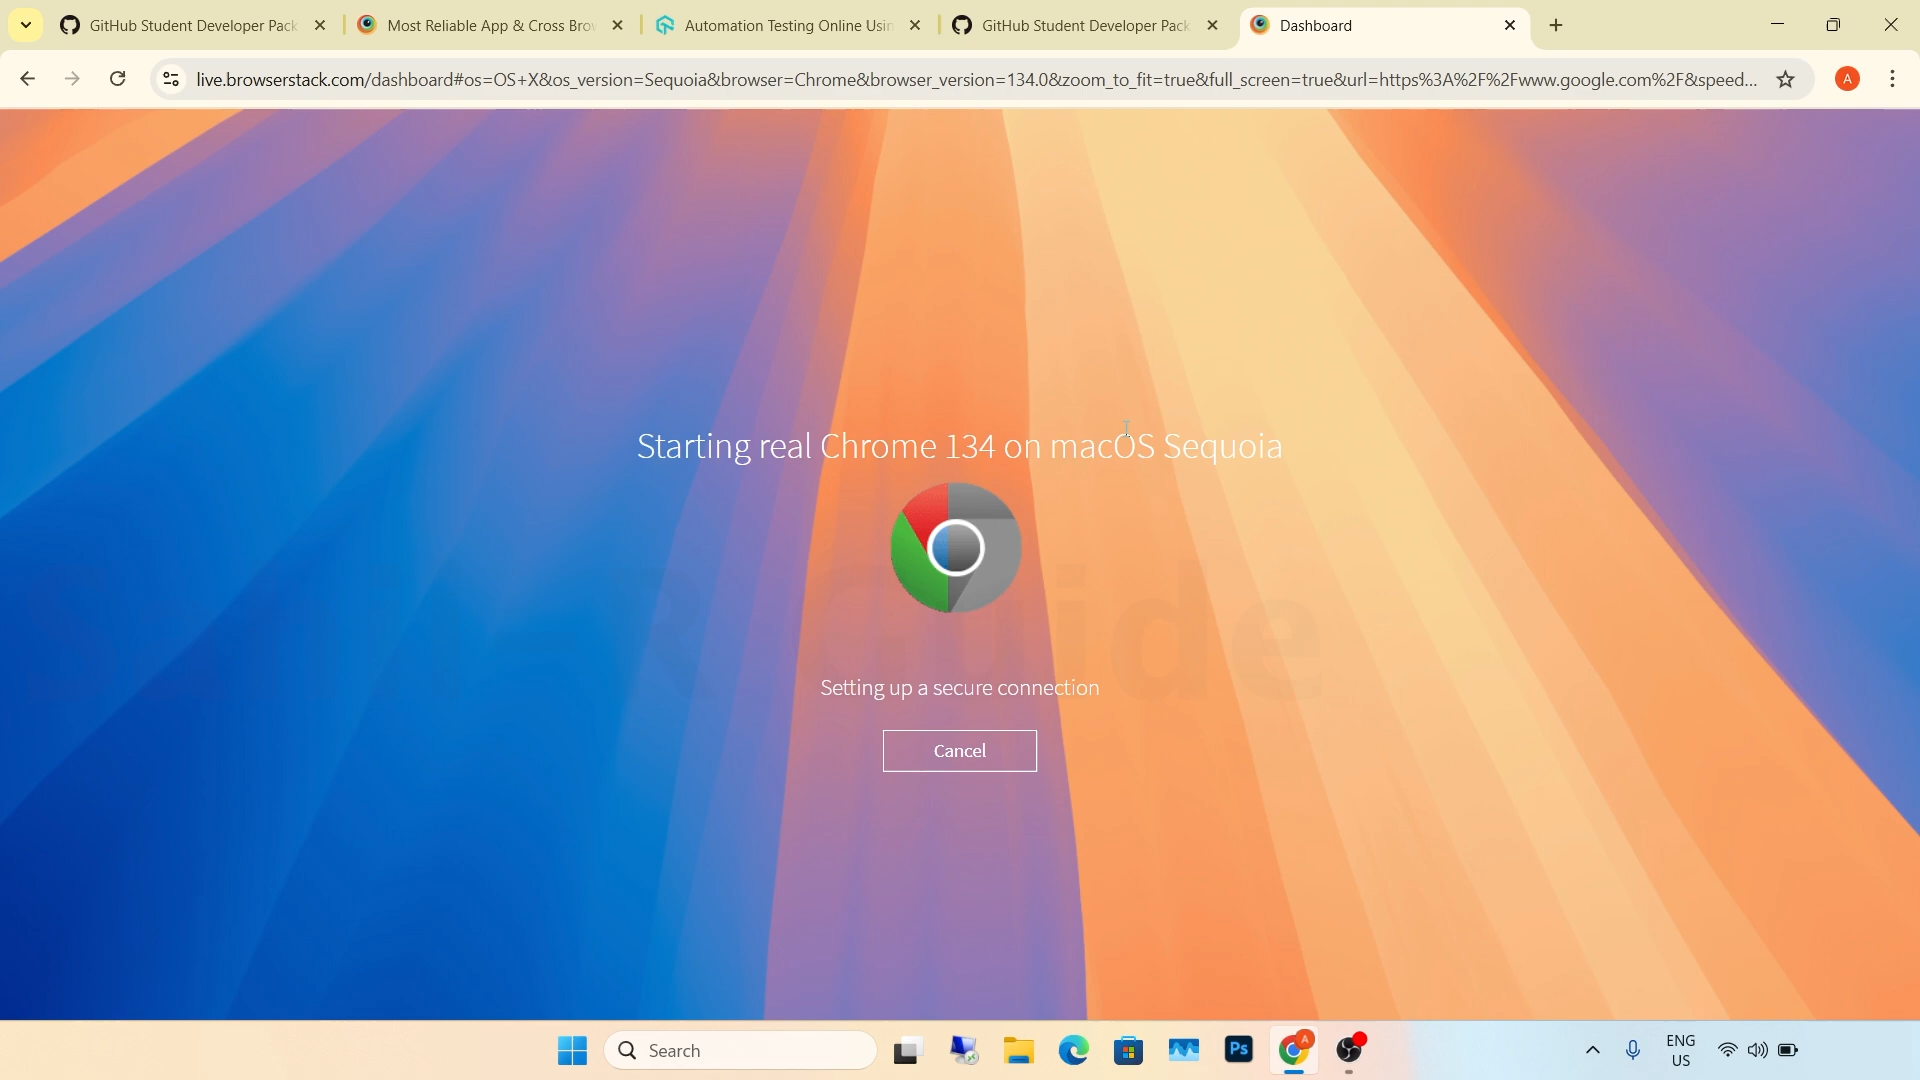 GitHub Student Developer Pack
Most Reliable App & Cross Brow
Automation Testing Online Usin
GitHub Student Developer Pack
Dashboard
live.browserstack.com/dashboard#os=OS+X&os_version=Sequoia&browser=Chrome&browser_version=134.0&zoom_to_fit=true&full_screen=true&url=https%3A%2F%2Fwww.google.com%2F&speed...
A
Starting real Chrome 134 on macOS Sequoia
Guide
Setting up a secure connection
Cancel
Search
Ps
A
ENG
US